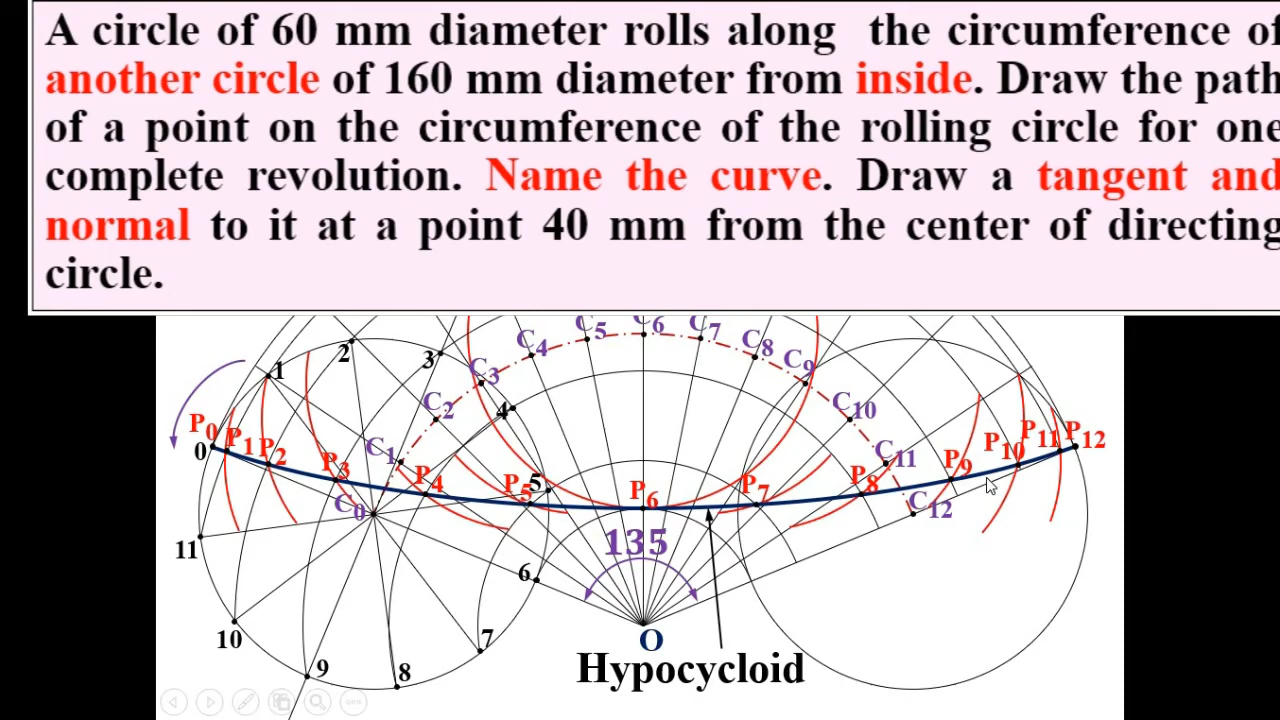 A circle of 60 mm diameter rolls along the circumference of
another circle of 160 mm diameter from inside. Draw the path
of a point on the circumference of the rolling circle for one
complete revolution. Name the curve. Draw a tangent and
normal to it at a point 40 mm from the center of directing
circle.
C4 C5 C6 C7 C8
1 2 3 C3 C9
4 C2 C10
P0 P1 P2 C1 C11 P10 P11 P12
0 P3 P4 P5 5 P6 P7 P8 P9
C0 C12
11 135
6
10 7 O
9 8 Hypocycloid